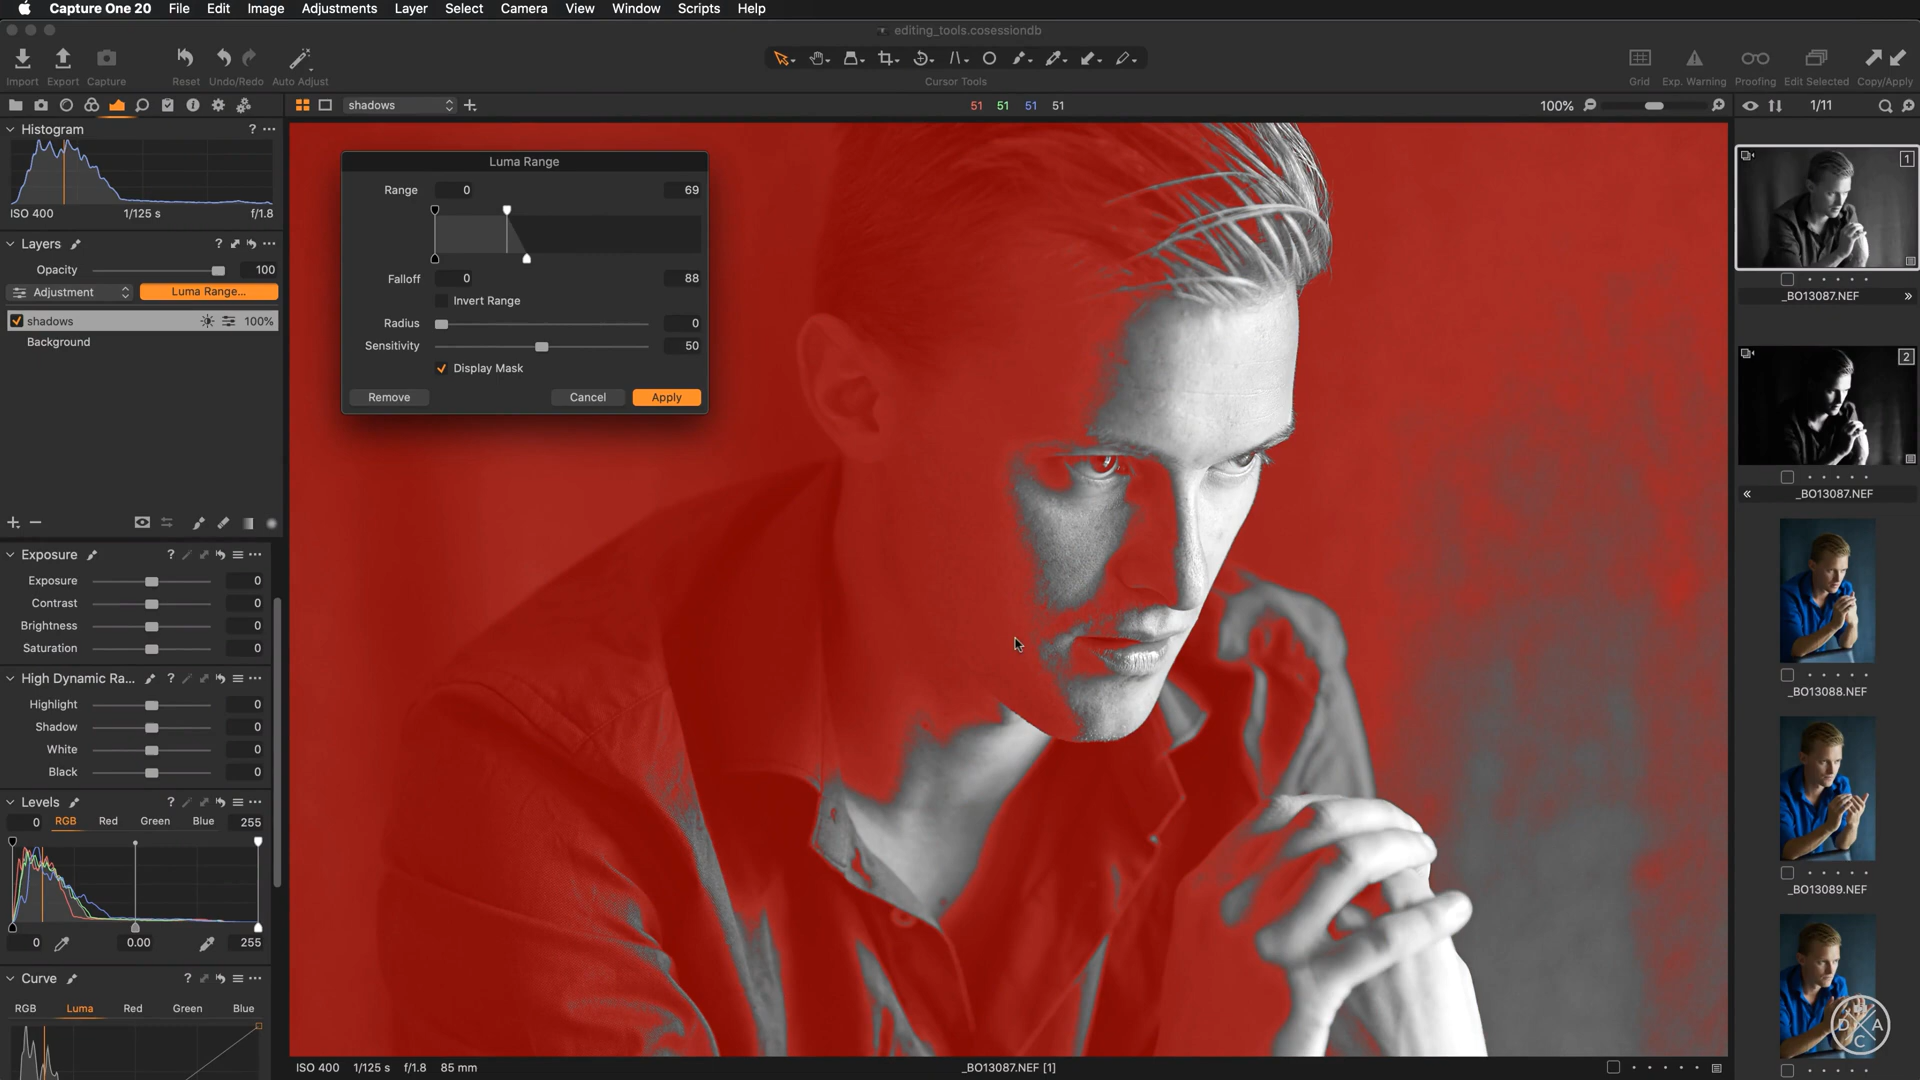 Capture One 20 File Edit Image Adjustments Layer Select Camera View Window Scripts Help
editing_tools.cosessiondb
Import Export Capture Reset Undo/Redo Auto Adjust Cursor Tools Grid Exp. Warning Proofing Edit Selected Copy/Apply
shadows 51 51 51 51 100% 1/11
Histogram ?
ISO 400 1/125 s f/1.8
Layers ?
Opacity 100
Adjustment Luma Range...
shadows 100%
Background
Luma Range
Range 0 69
Falloff 0 88
Invert Range
Radius 0
Sensitivity 50
Display Mask
Remove Cancel Apply
Exposure ?
Exposure 0
Contrast 0
Brightness 0
Saturation 0
High Dynamic Ra... ?
Highlight 0
Shadow 0
White 0
Black 0
Levels ?
0 RGB Red Green Blue 255
0 0.00 255
Curve ?
RGB Luma Red Green Blue
ISO 400 1/125 s f/1.8 85 mm _BO13087.NEF [1]
1
_BO13087.NEF
2
_BO13087.NEF
_BO13088.NEF
_BO13089.NEF
D A
C